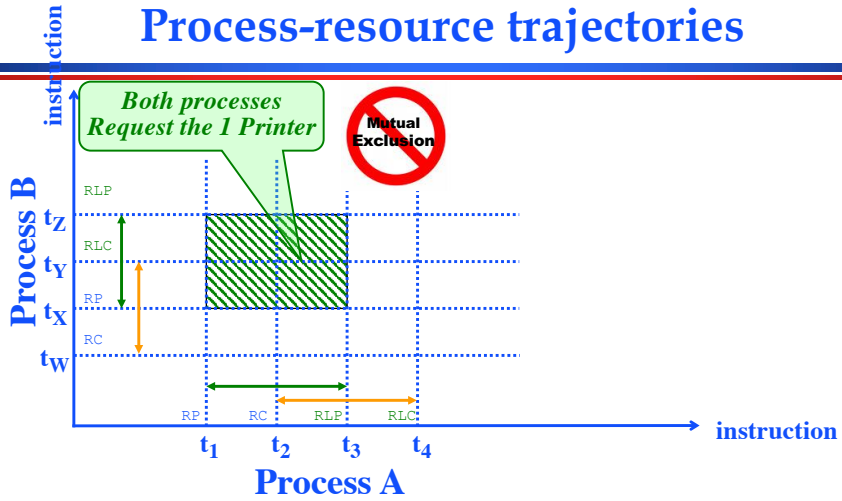 Process-resource trajectories
instruction
Both processes
Request the 1 Printer
Mutual
Exclusion
Process B
RLP
tZ
RLC
tY
RP
tX
RC
tW
RP RC RLP RLC
t1 t2 t3 t4
instruction
Process A